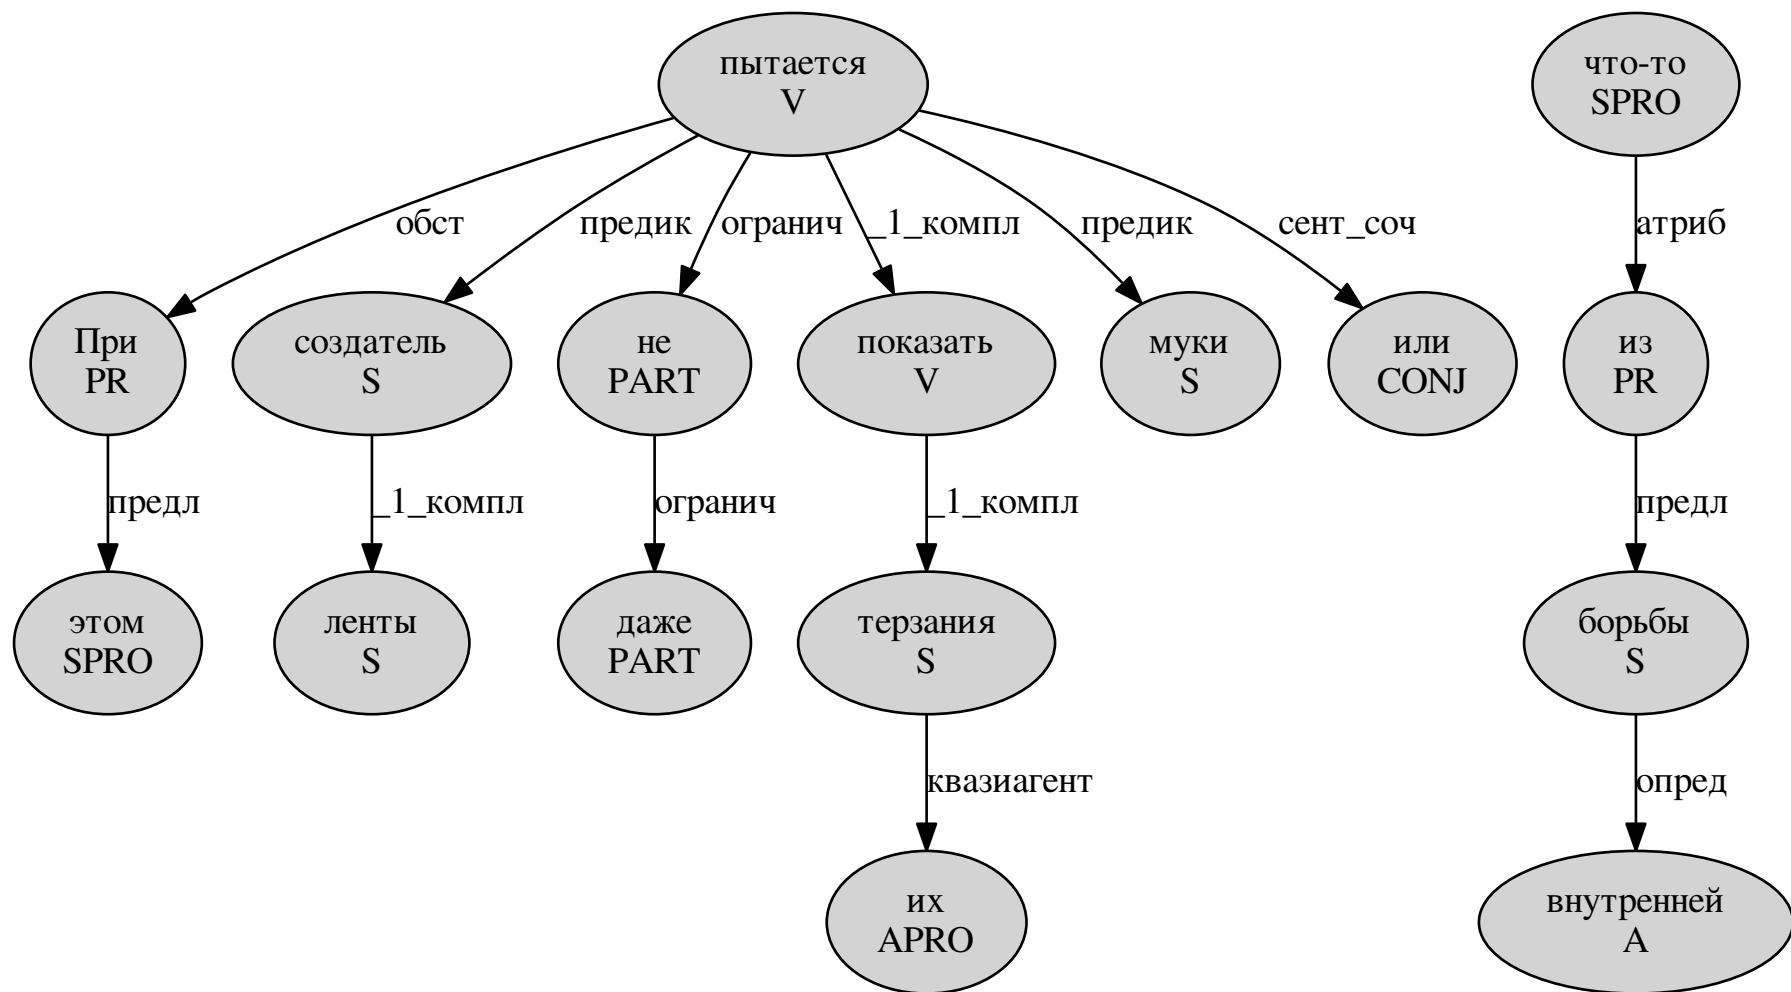 пытается
V
что-то
SPRO
обст
предик
огранич
_1_компл
предик
сент_соч
атриб
При
PR
создатель
S
не
PART
показать
V
муки
S
или
CONJ
из
PR
предл
_1_компл
огранич
_1_компл
предл
этом
SPRO
ленты
S
даже
PART
терзания
S
борьбы
S
квазиагент
опред
их
APRO
внутренней
A